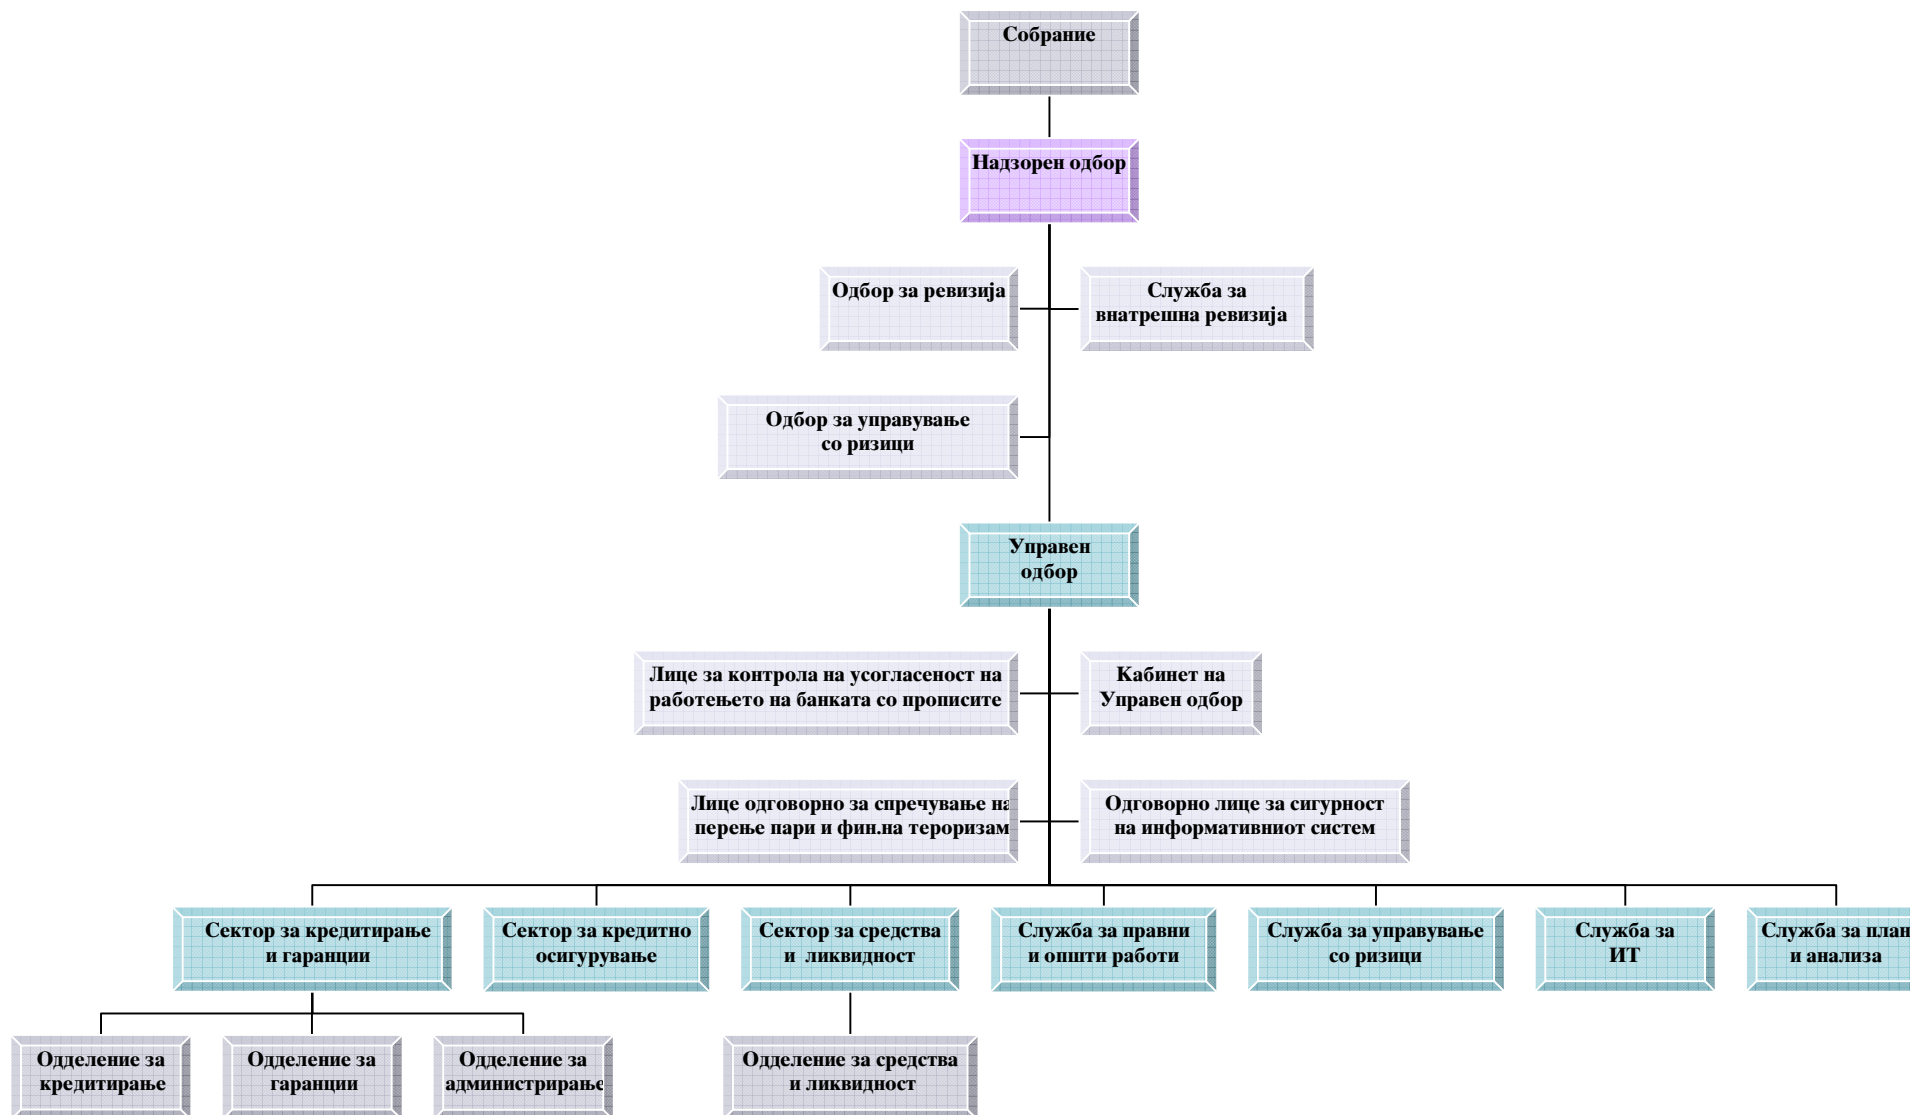 Собрание
Надзорен одбор
Одбор за ревизија
Служба за
внатрешна ревизија
Одбор за управување
со ризици
Управен
одбор
Лице за контрола на усогласеност на
работењето на банката со прописите
Кабинет на
Управен одбор
Лице одговорно за спречување на
перење пари и фин.на тероризам
Одговорно лице за сигурност
на информативниот систем
Сектор за кредитирање
и гаранции
Сектор за кредитно
осигурување
Сектор за средства
и ликвидност
Служба за правни
и општи работи
Служба за управување
со ризици
Служба за
ИТ
Служба за план
и анализа
Одделение за
кредитирање
Одделение за
гаранции
Одделение за
администрирање
Одделение за средства
и ликвидност